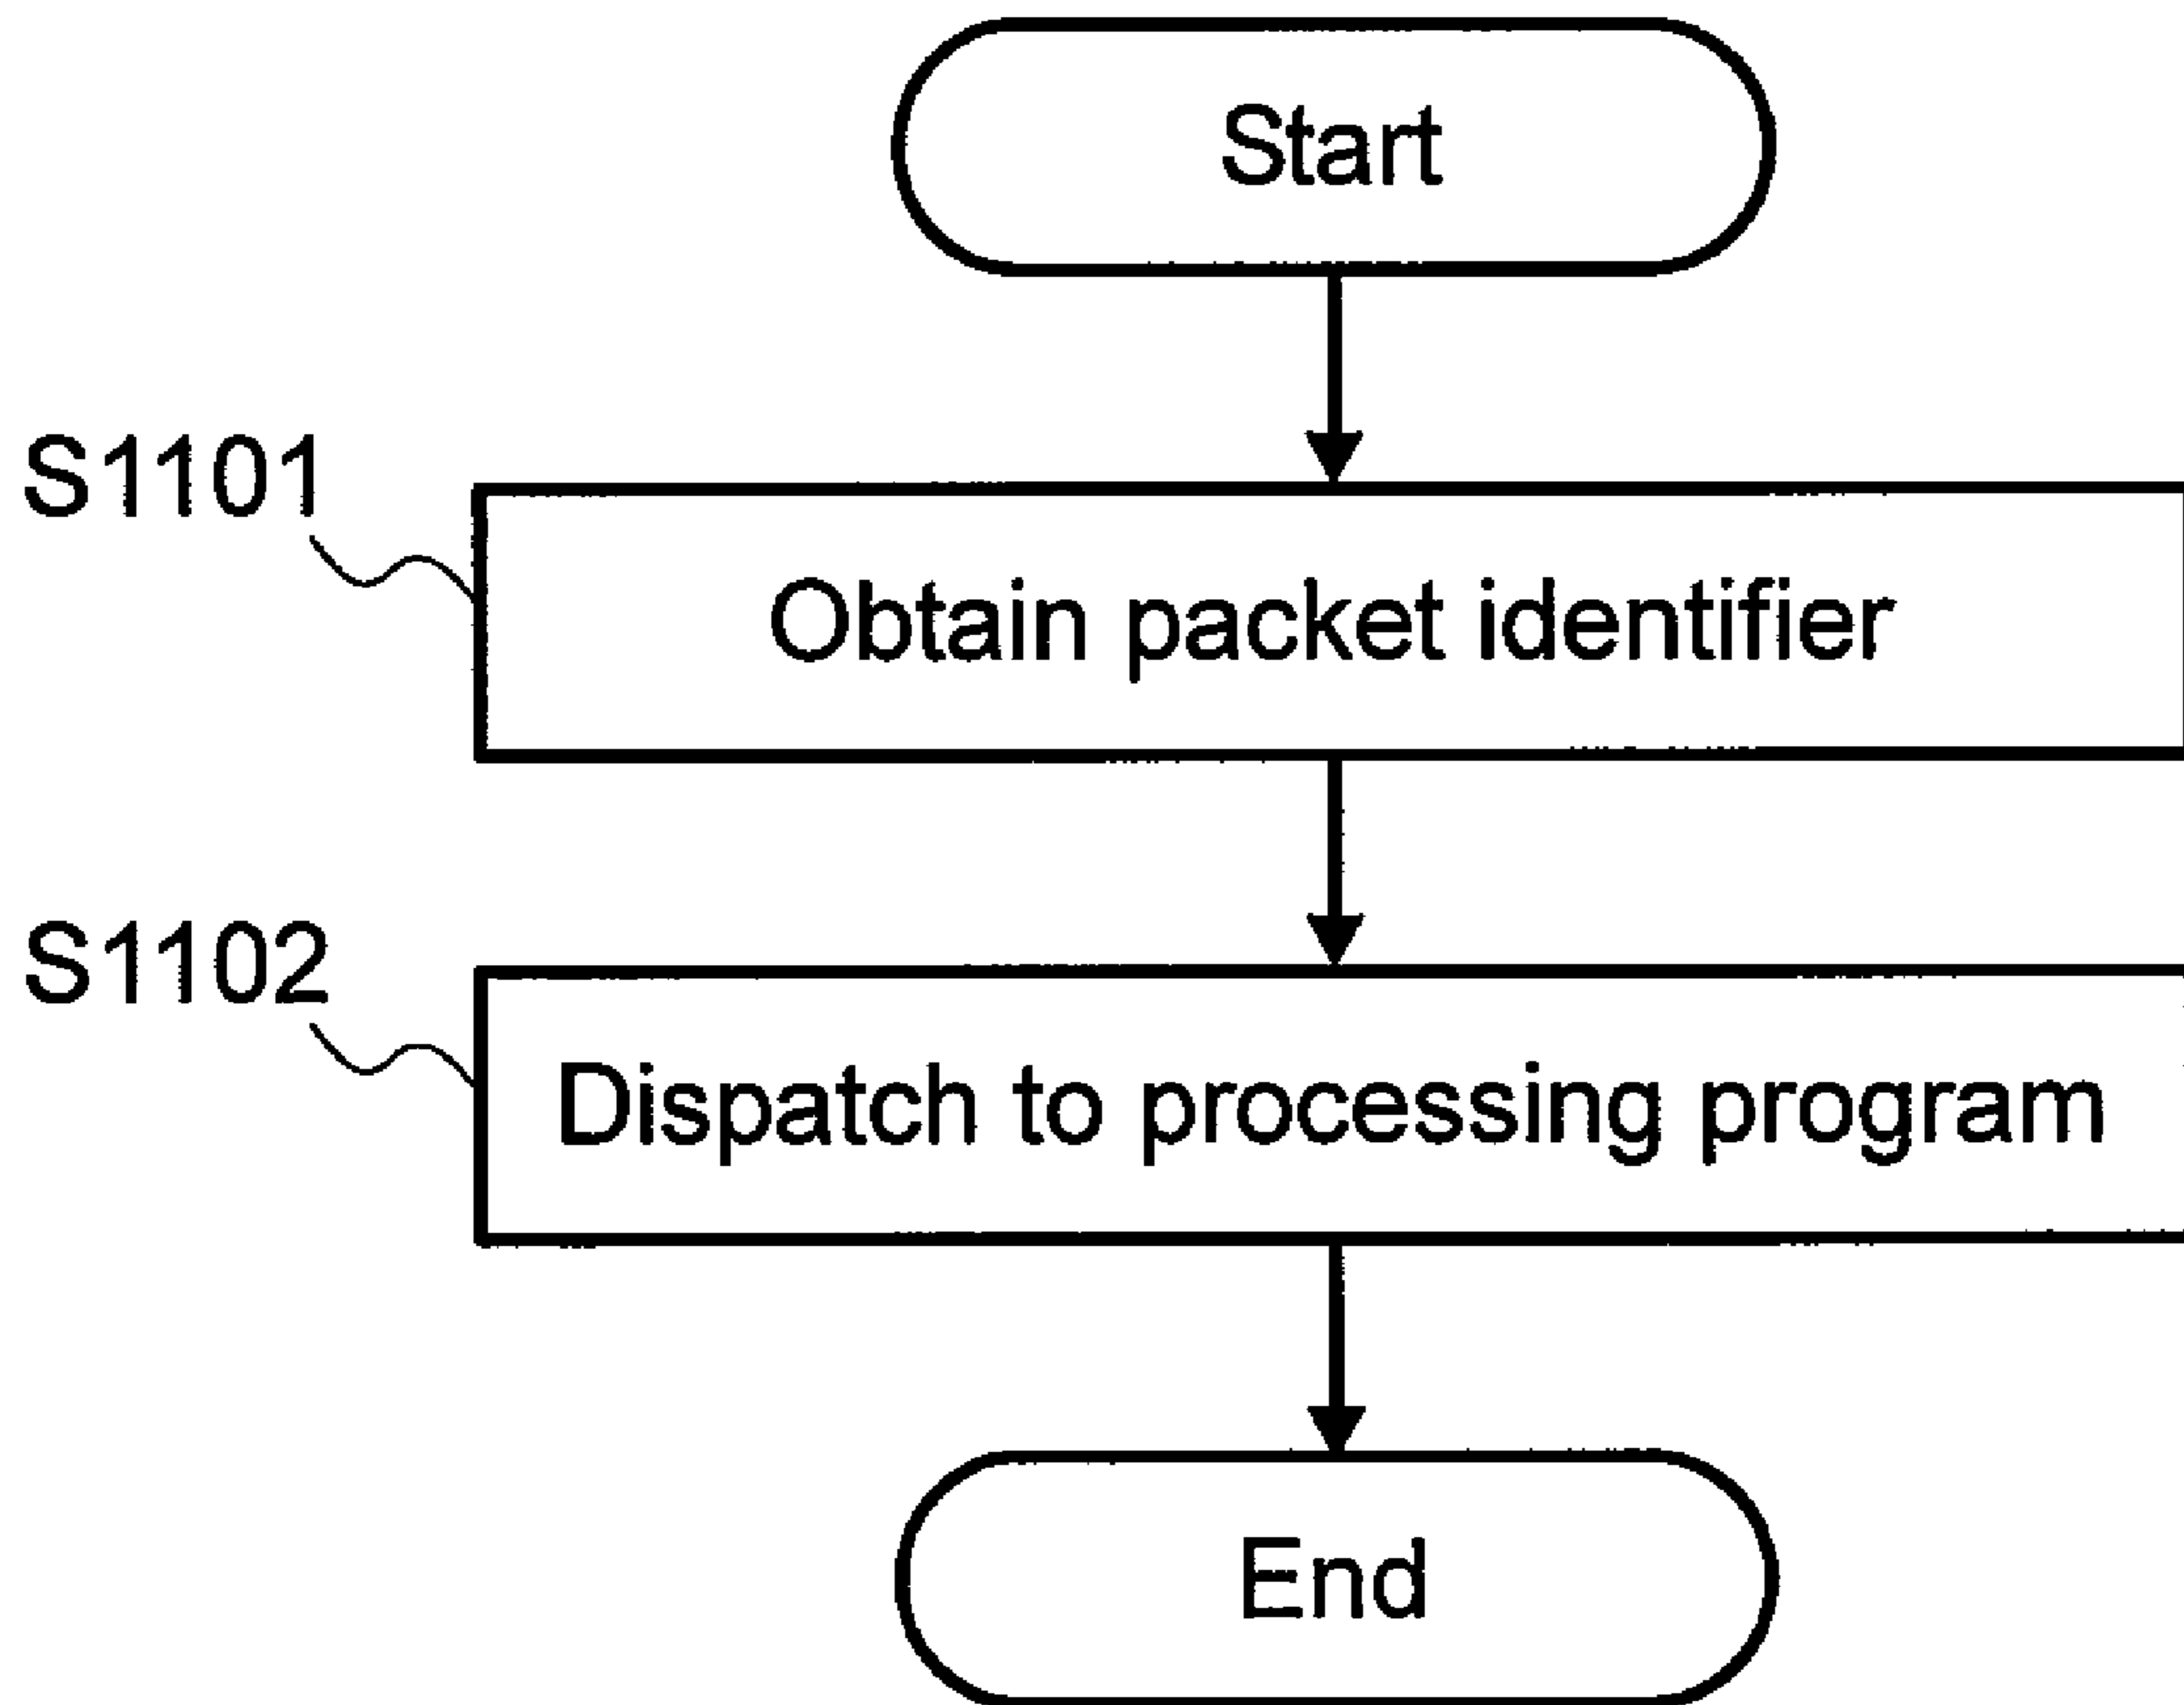 Start
S1101
Obtain packet identifier
S1102
Dispatch to processing program
End